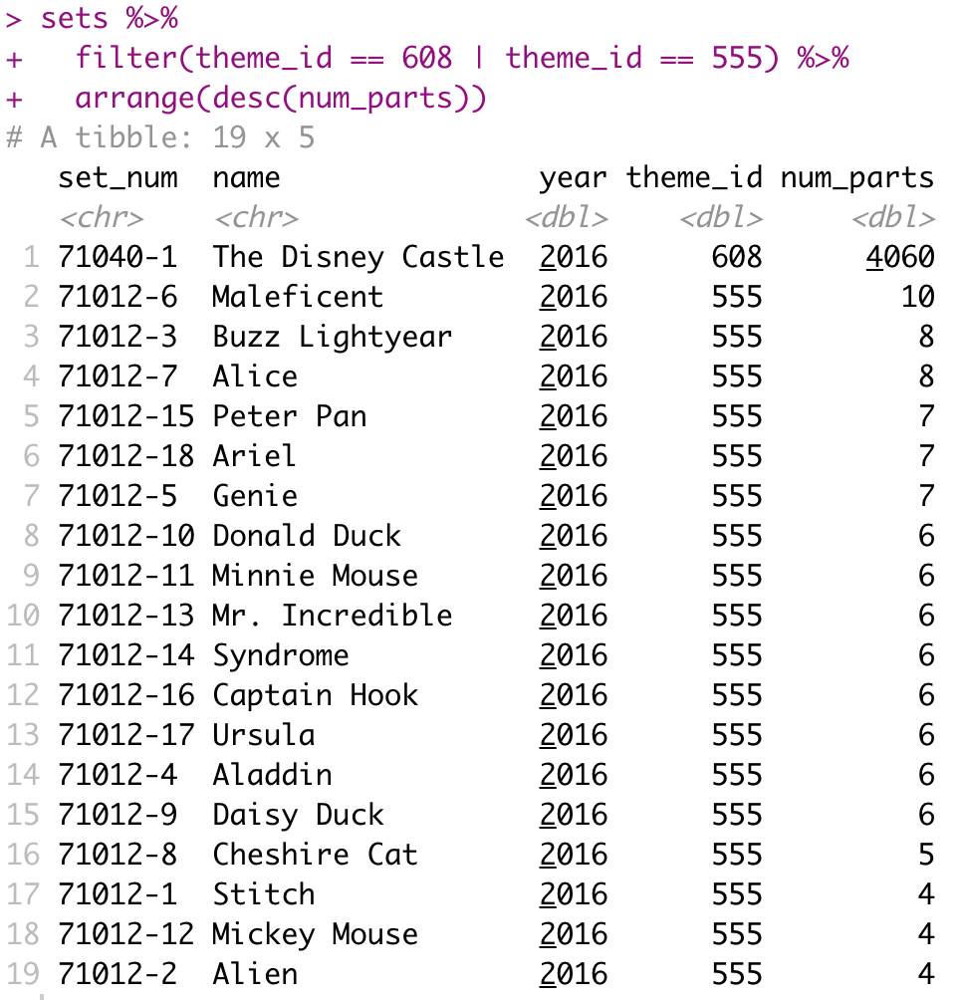 > sets %>%
+   filter(theme_id == 608 | theme_id == 555) %>%
+   arrange(desc(num_parts))
# A tibble: 19 x 5
   set_num  name               year theme_id num_parts
   <chr>    <chr>             <dbl>    <dbl>     <dbl>
 1 71040-1  The Disney Castle  2016      608      4060
 2 71012-6  Maleficent         2016      555        10
 3 71012-3  Buzz Lightyear     2016      555         8
 4 71012-7  Alice              2016      555         8
 5 71012-15 Peter Pan          2016      555         7
 6 71012-18 Ariel              2016      555         7
 7 71012-5  Genie              2016      555         7
 8 71012-10 Donald Duck        2016      555         6
 9 71012-11 Minnie Mouse       2016      555         6
10 71012-13 Mr. Incredible     2016      555         6
11 71012-14 Syndrome           2016      555         6
12 71012-16 Captain Hook       2016      555         6
13 71012-17 Ursula             2016      555         6
14 71012-4  Aladdin            2016      555         6
15 71012-9  Daisy Duck         2016      555         6
16 71012-8  Cheshire Cat       2016      555         5
17 71012-1  Stitch             2016      555         4
18 71012-12 Mickey Mouse       2016      555         4
19 71012-2  Alien              2016      555         4